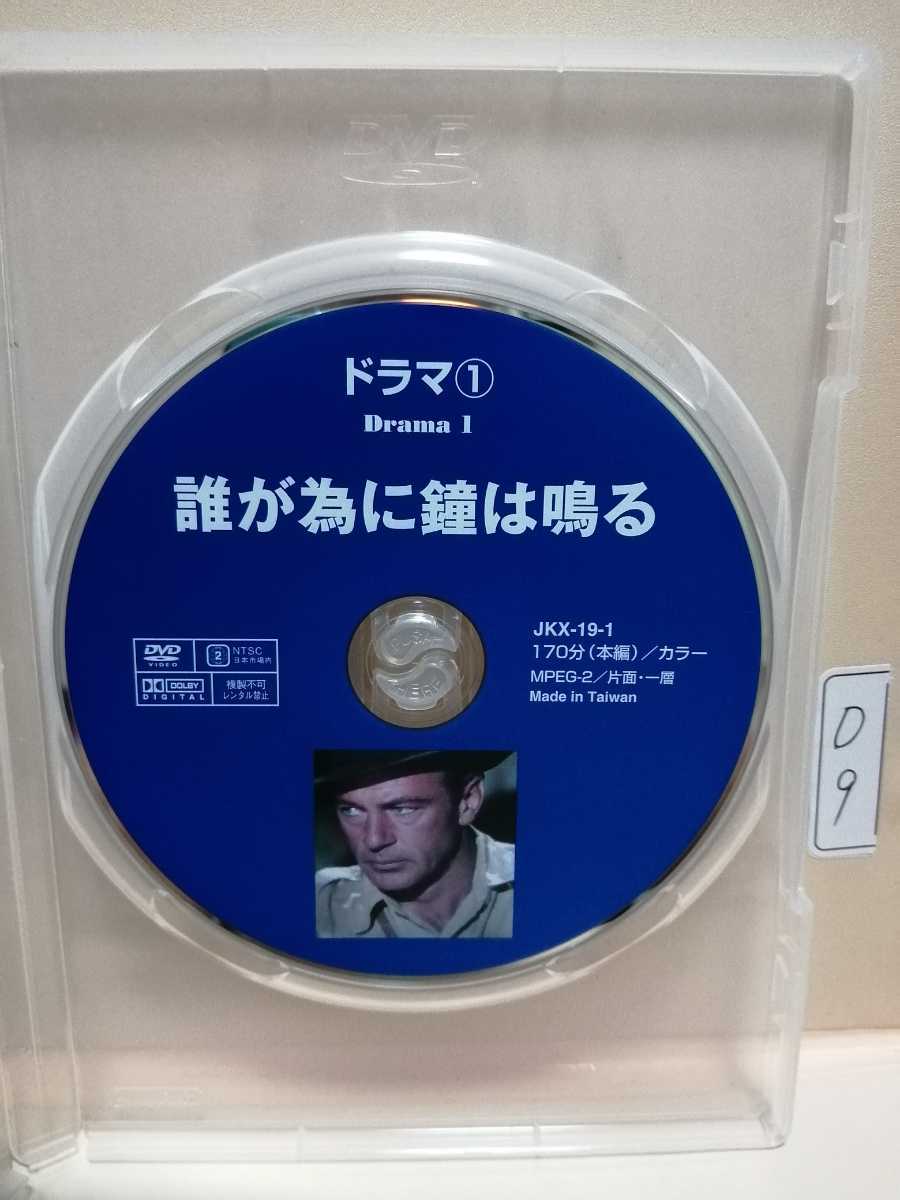 DVD
ドラマ①
Drama 1
誰が為に鐘は鳴る
DVD
VIDEO
2
NTSC
日本市場向
DOLBY
DIGITAL
複製不可
レンタル禁止
JKX-19-1
170分(本編)/カラー
MPEG-2/片面・一層
Made in Taiwan
PUSH
HERE
D
9